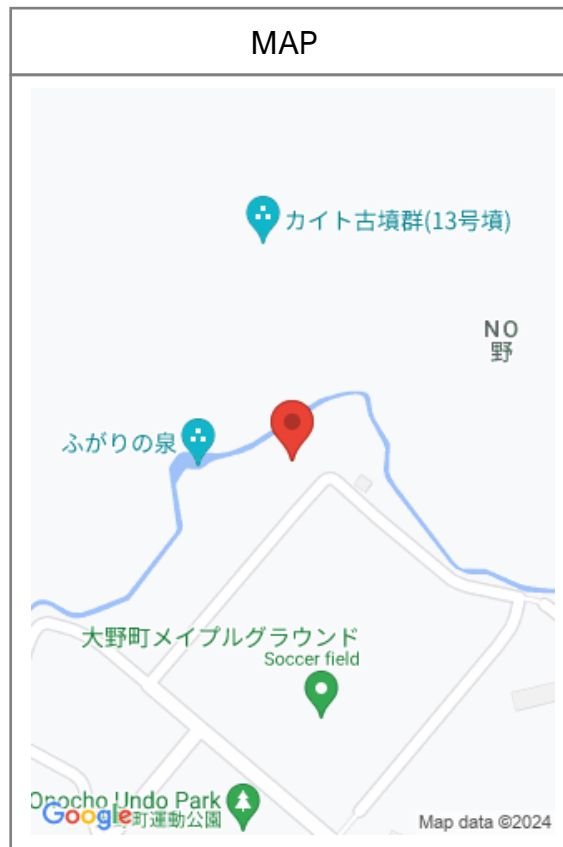 MAP
カイト古墳群(13号墳)
NO
野
ふがりの泉
大野町メイプルグラウンド
Soccer field
Onocho Undo Park
町運動公園
Google
Map data ©2024